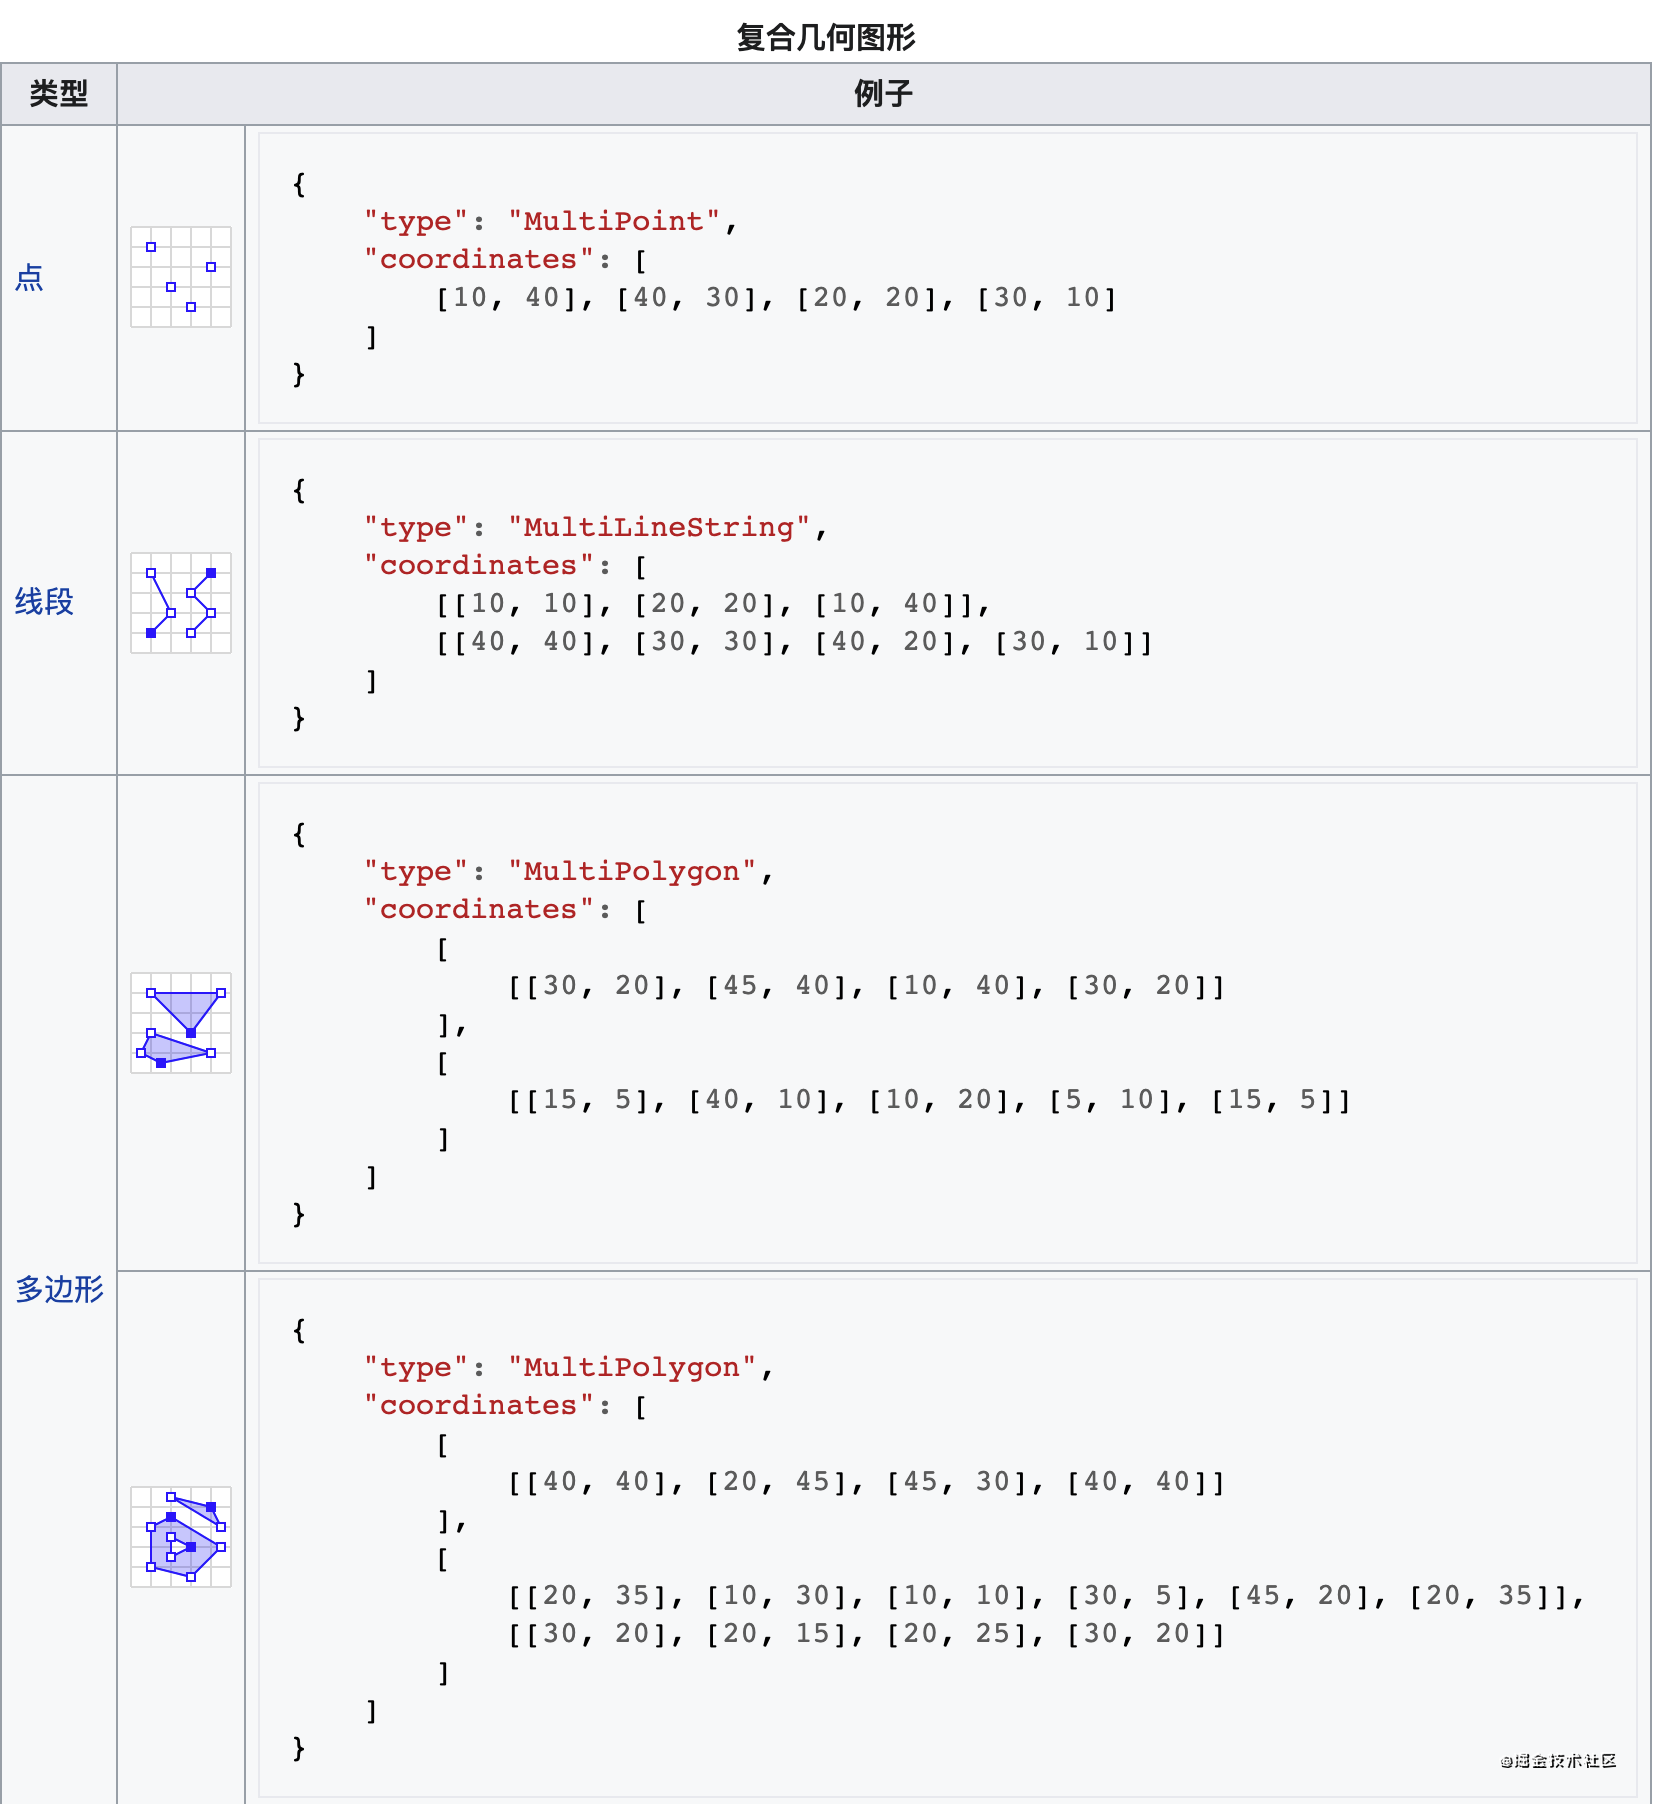 复合几何图形
类型 例子
点
{
"type": "MultiPoint",
"coordinates": [
[10, 40], [40, 30], [20, 20], [30, 10]
]
}
线段
{
"type": "MultiLineString",
"coordinates": [
[[10, 10], [20, 20], [10, 40]],
[[40, 40], [30, 30], [40, 20], [30, 10]]
]
}
多边形
{
"type": "MultiPolygon",
"coordinates": [
[
[[30, 20], [45, 40], [10, 40], [30, 20]]
],
[
[[15, 5], [40, 10], [10, 20], [5, 10], [15, 5]]
]
]
}
{
"type": "MultiPolygon",
"coordinates": [
[
[[40, 40], [20, 45], [45, 30], [40, 40]]
],
[
[[20, 35], [10, 30], [10, 10], [30, 5], [45, 20], [20, 35]],
[[30, 20], [20, 15], [20, 25], [30, 20]]
]
]
}
@掘金技术社区